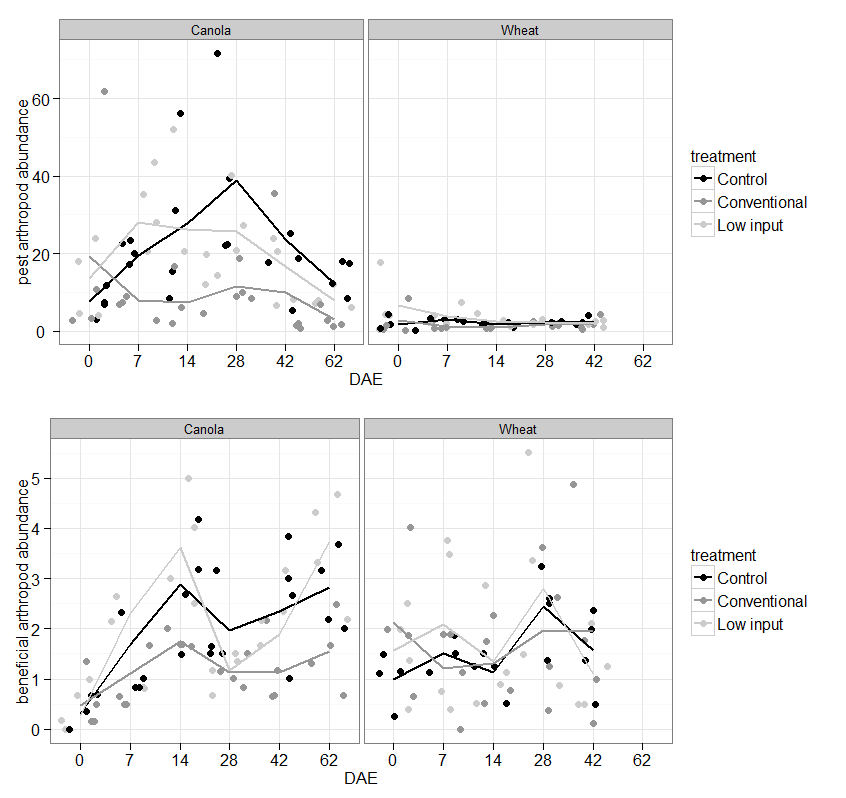 Canola Wheat
pest arthropod abundance
60
40
20
0
treatment
Control
Conventional
Low input
0 7 14 28 42 62 0 7 14 28 42 62
DAE
Canola Wheat
beneficial arthropod abundance
5
4
3
2
1
0
treatment
Control
Conventional
Low input
0 7 14 28 42 62 0 7 14 28 42 62
DAE